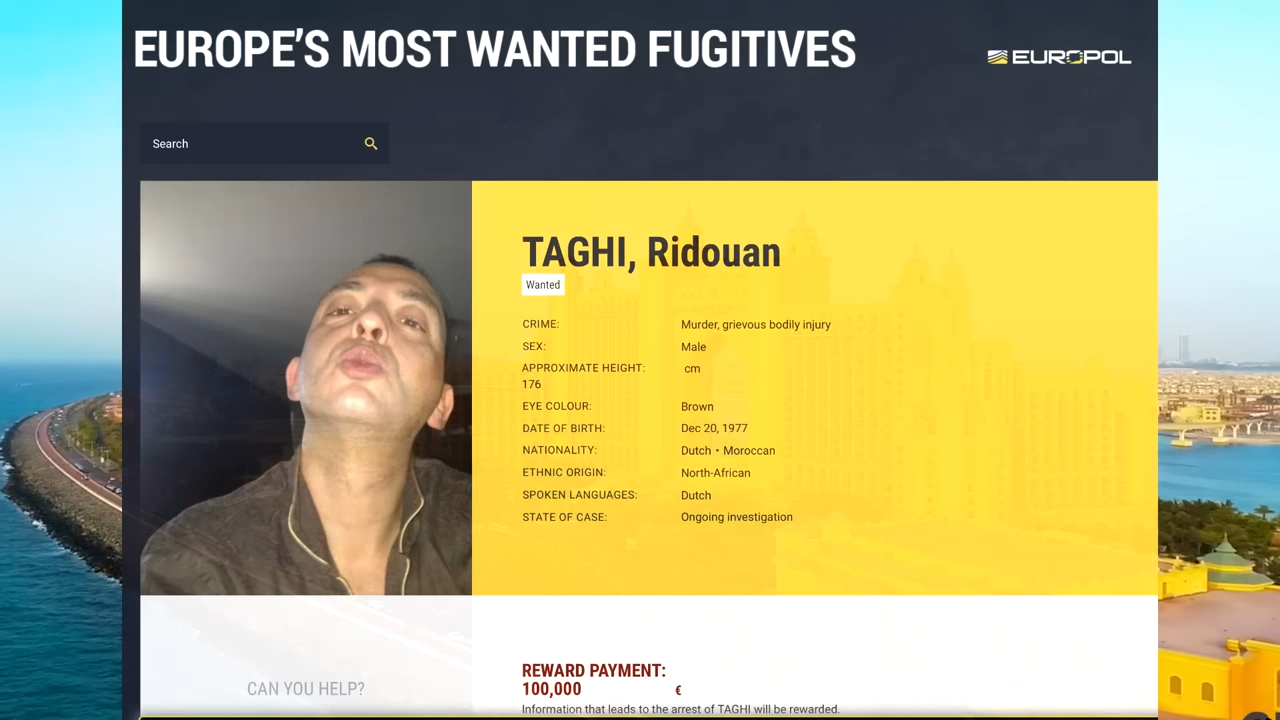 EUROPE'S MOST WANTED FUGITIVES
EUROPOL
Search
TAGHI, Ridouan
Wanted
CRIME: Murder, grievous bodily injury
SEX: Male
APPROXIMATE HEIGHT: cm
176
EYE COLOUR: Brown
DATE OF BIRTH: Dec 20, 1977
NATIONALITY: Dutch • Moroccan
ETHNIC ORIGIN: North-African
SPOKEN LANGUAGES: Dutch
STATE OF CASE: Ongoing investigation
CAN YOU HELP?
REWARD PAYMENT:
100,000 €
Information that leads to the arrest of TAGHI will be rewarded.